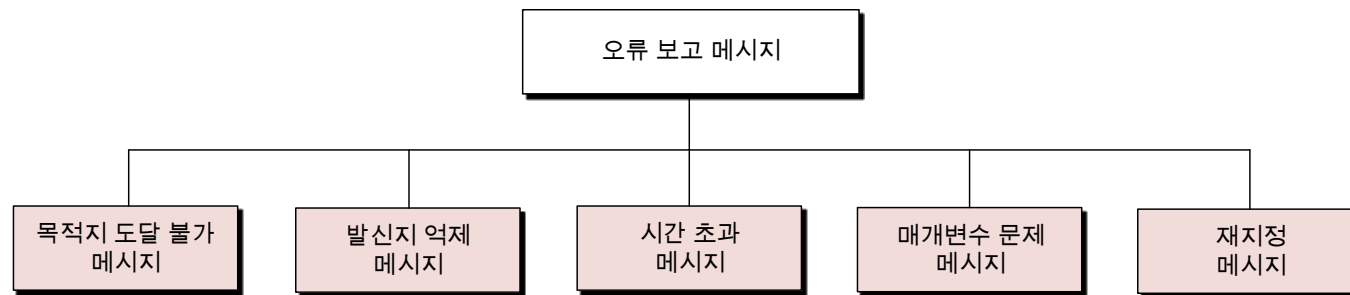 오류 보고 메시지
목적지 도달 불가
메시지
발신지 억제
메시지
시간 초과
메시지
매개변수 문제
메시지
재지정
메시지